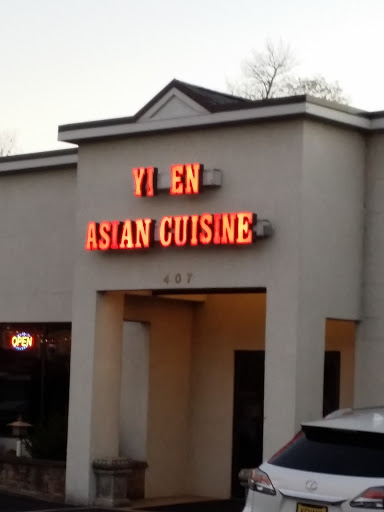 YI EN
ASIAN CUISINE
407
OPEN